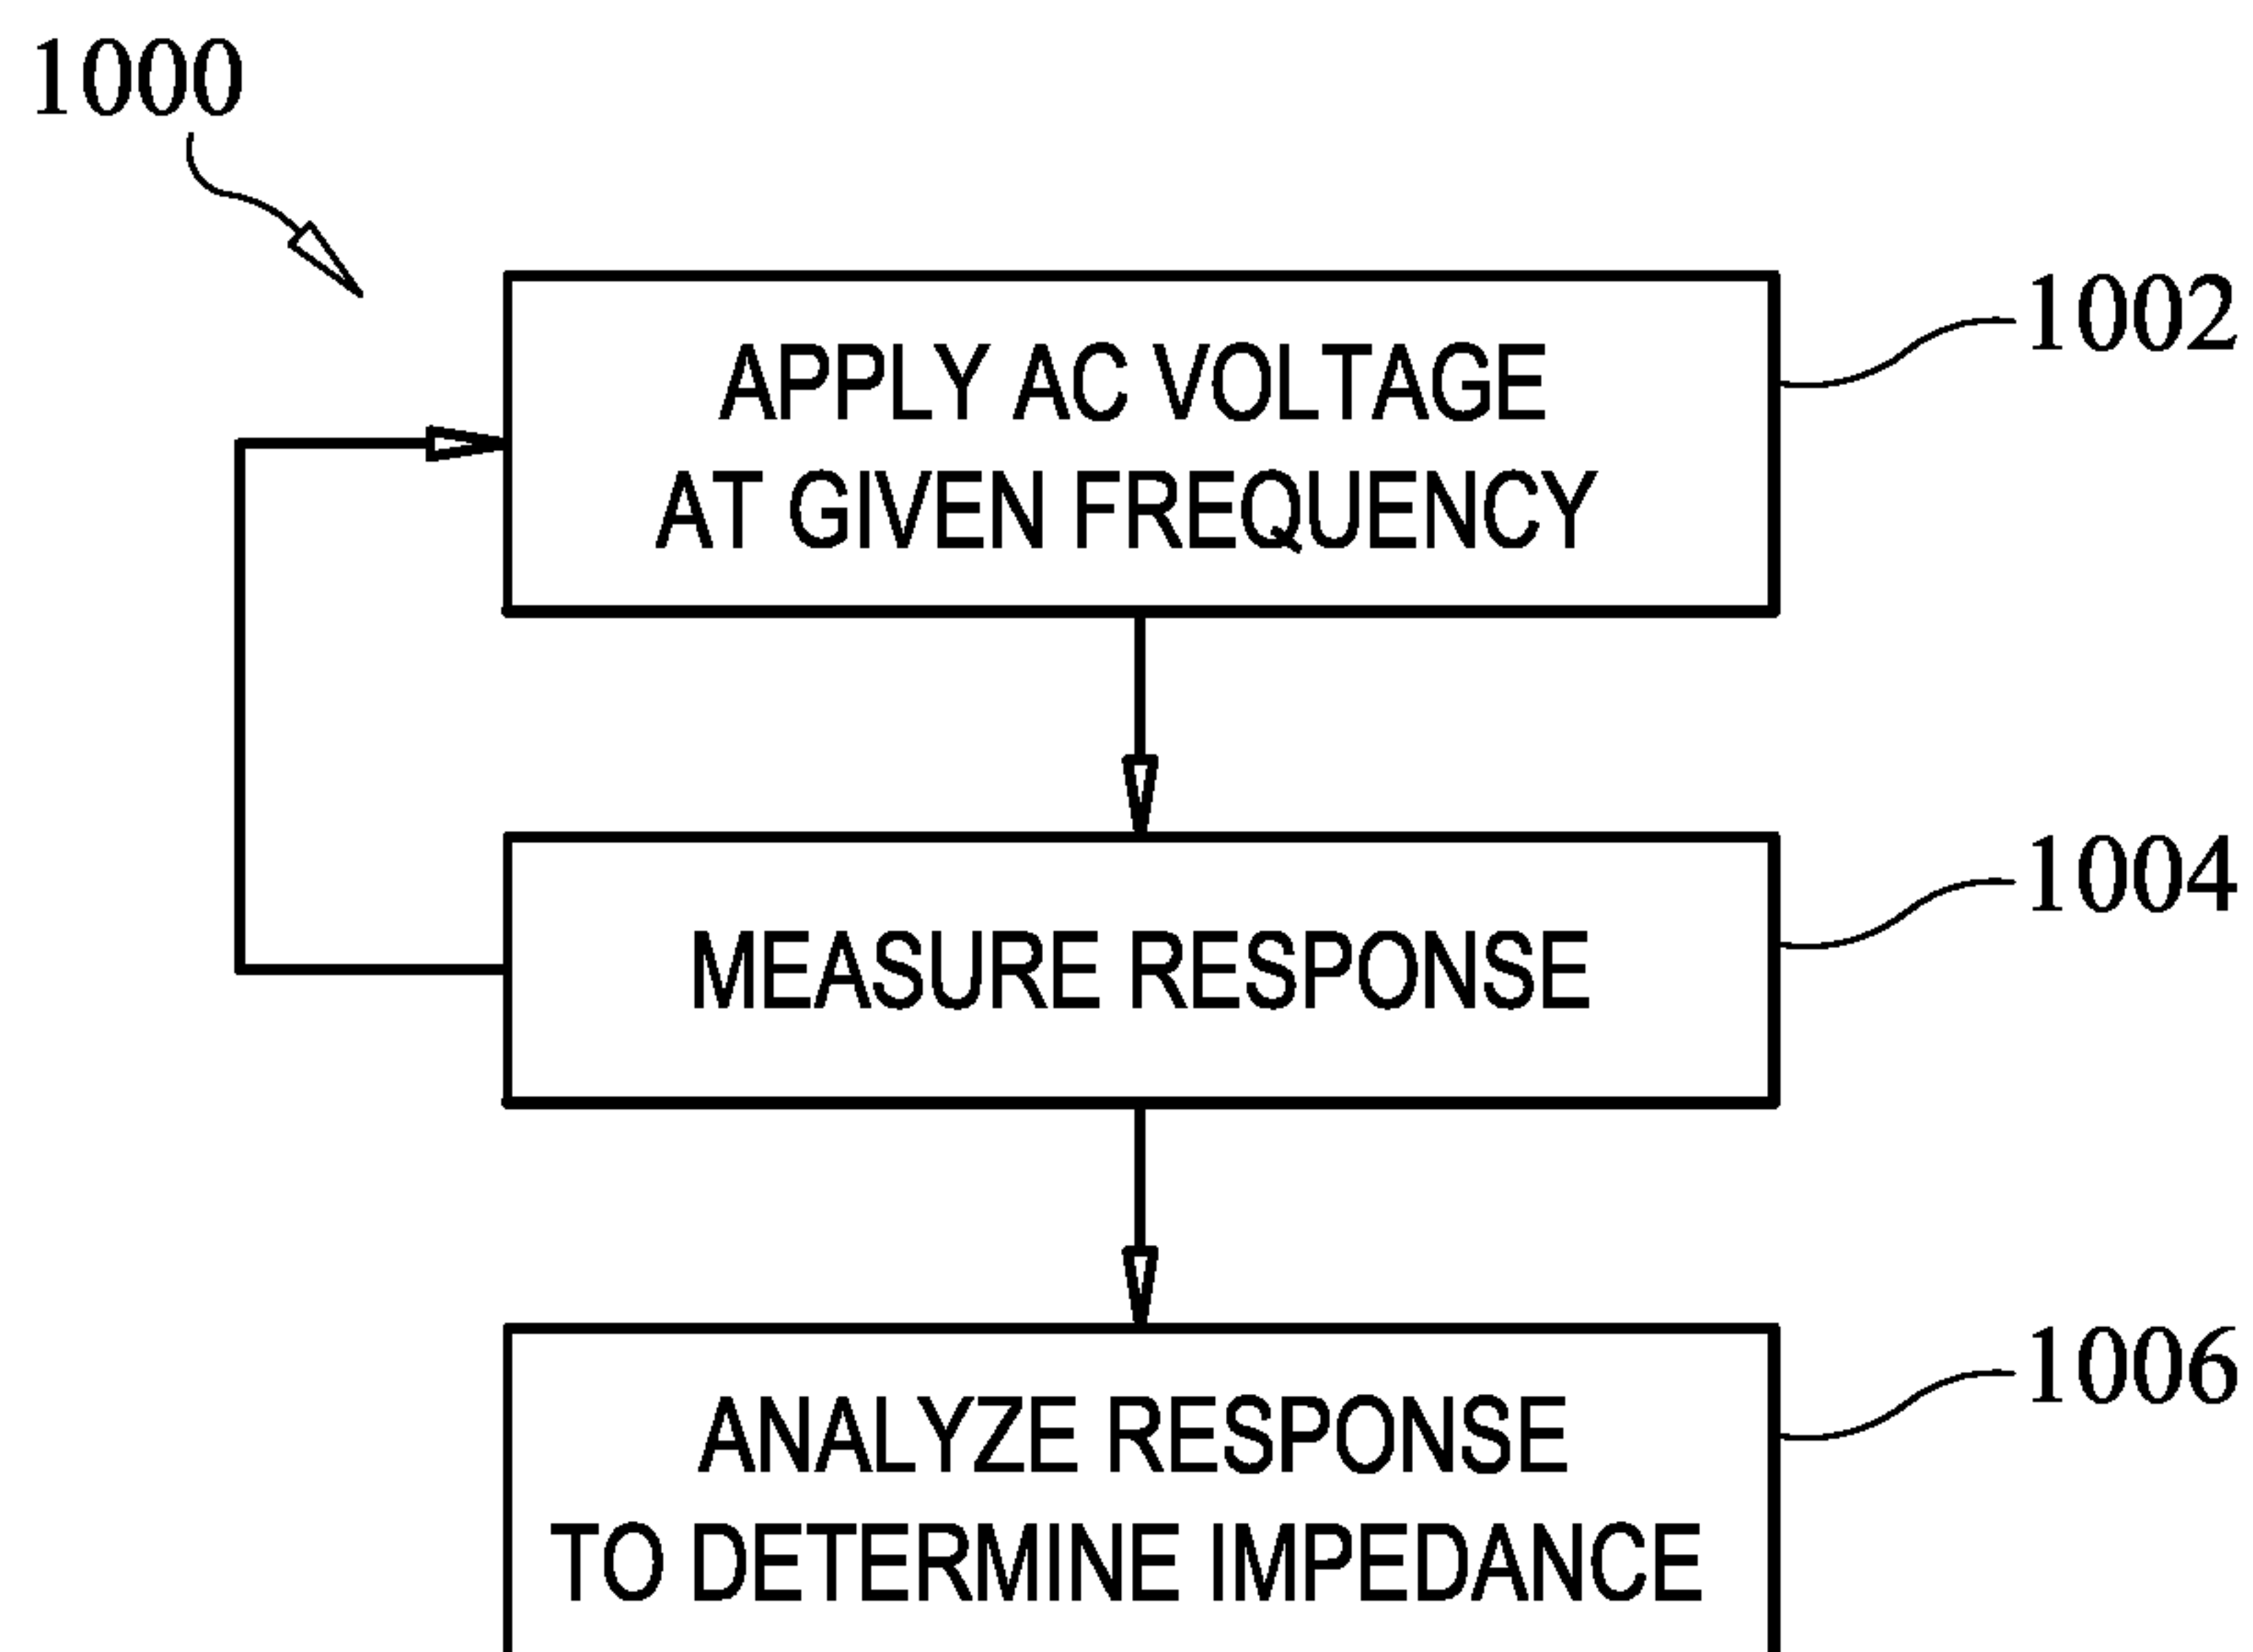 1000
APPLY AC VOLTAGE
AT GIVEN FREQUENCY
1002
MEASURE RESPONSE
1004
ANALYZE RESPONSE
TO DETERMINE IMPEDANCE
1006